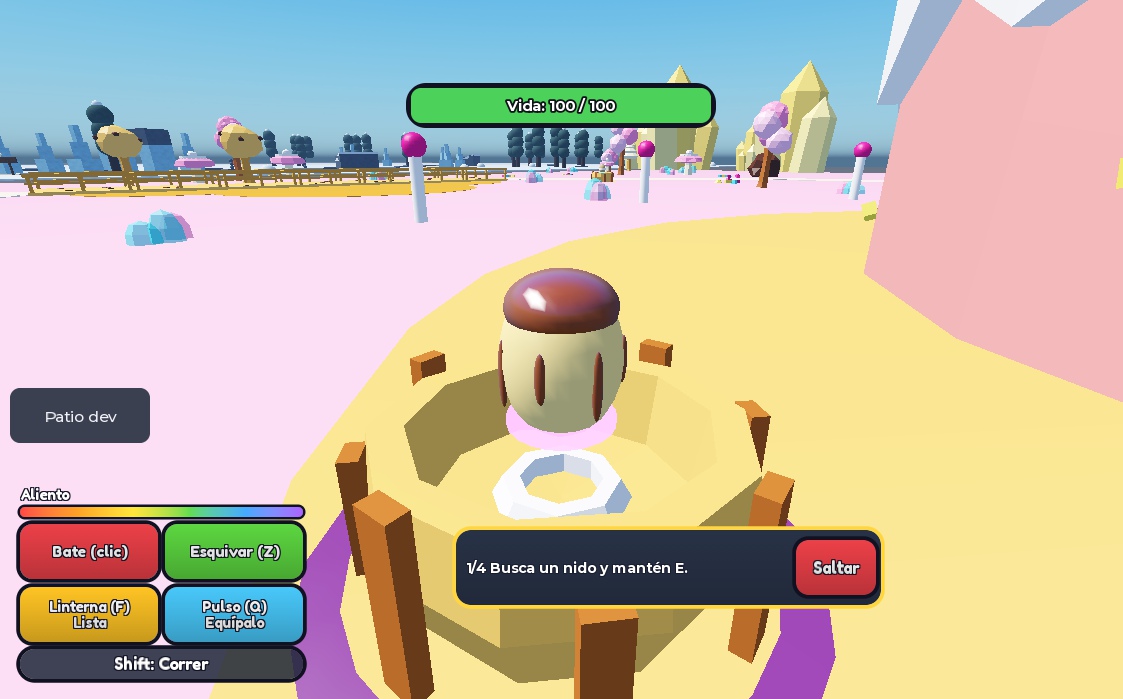 Vida: 100 / 100
Patio dev
Aliento
Bate (clic)
Esquivar (Z)
Linterna (F)
Lista
Pulso (Q)
Equípalo
Shift: Correr
1/4 Busca un nido y mantén E.
Saltar